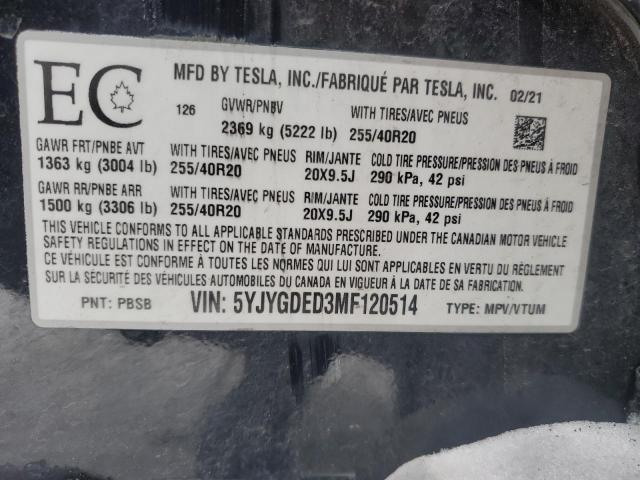 EC
MFD BY TESLA, INC./FABRIQUÉ PAR TESLA, INC. 02/21
126 GVWR/PNBV WITH TIRES/AVEC PNEUS
2369 kg (5222 lb) 255/40R20
GAWR FRT/PNBE AVT WITH TIRES/AVEC PNEUS RIM/JANTE COLD TIRE PRESSURE/PRESSION DES PNEUS À FROID
1363 kg (3004 lb) 255/40R20 20X9.5J 290 kPa, 42 psi
GAWR RR/PNBE ARR WITH TIRES/AVEC PNEUS RIM/JANTE COLD TIRE PRESSURE/PRESSION DES PNEUS À FROID
1500 kg (3306 lb) 255/40R20 20X9.5J 290 kPa, 42 psi
THIS VEHICLE CONFORMS TO ALL APPLICABLE STANDARDS PRESCRIBED UNDER THE CANADIAN MOTOR VEHICLE
SAFETY REGULATIONS IN EFFECT ON THE DATE OF MANUFACTURE.
CE VÉHICULE EST CONFORME À TOUTES LES NORMES QUI LUI SONT APPLICABLES EN VERTU DU RÈGLEMENT
SUR LA SÉCURITÉ DES VÉHICULES AUTOMOBILES DU CANADA EN VIGUEUR À LA DATE DE SA FABRICATION.
PNT: PBSB VIN: 5YJYGDED3MF120514 TYPE: MPV/VTUM